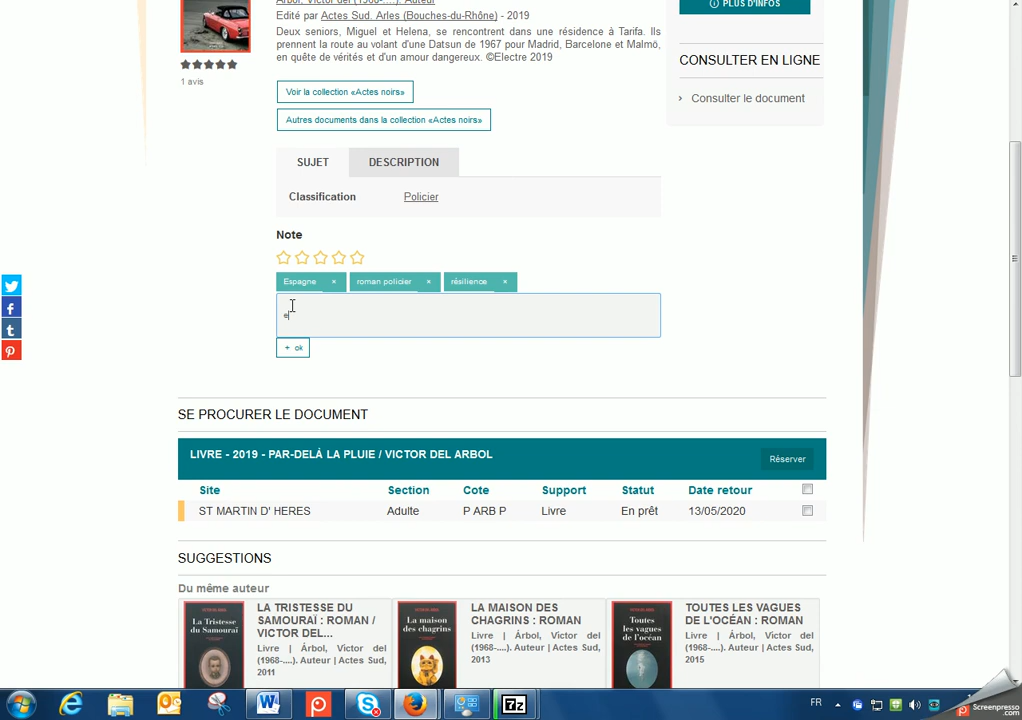 Árbol, Víctor del (1968-....). Auteur
Edité par Actes Sud. Arles (Bouches-du-Rhône) - 2019
Deux seniors, Miguel et Helena, se rencontrent dans une résidence à Tarifa. Ils
prennent la route au volant d'une Datsun de 1967 pour Madrid, Barcelone et Malmö,
en quête de vérités et d'un amour dangereux. ©Electre 2019
1 avis
PLUS D'INFOS
CONSULTER EN LIGNE
› Consulter le document
Voir la collection «Actes noirs»
Autres documents dans la collection «Actes noirs»
SUJET DESCRIPTION
Classification Policier
Note
Espagne × roman policier × résilience ×
e
+ ok
SE PROCURER LE DOCUMENT
LIVRE - 2019 - PAR-DELÀ LA PLUIE / VICTOR DEL ARBOL
Réserver
Site Section Cote Support Statut Date retour
ST MARTIN D' HERES Adulte P ARB P Livre En prêt 13/05/2020
SUGGESTIONS
Du même auteur
La Tristesse
du Samouraï
LA TRISTESSE DU
SAMOURAÏ : ROMAN /
VICTOR DEL...
Livre | Árbol, Víctor del
(1968-....). Auteur | Actes Sud,
2011
La maison
des chagrins
LA MAISON DES
CHAGRINS : ROMAN
Livre | Árbol, Víctor del
(1968-....). Auteur | Actes Sud,
2013
Toutes
les vagues
de l'océan
TOUTES LES VAGUES
DE L'OCÉAN : ROMAN
Livre | Árbol, Víctor del
(1968-....). Auteur | Actes Sud,
2015
FR
Screenpresso
.com